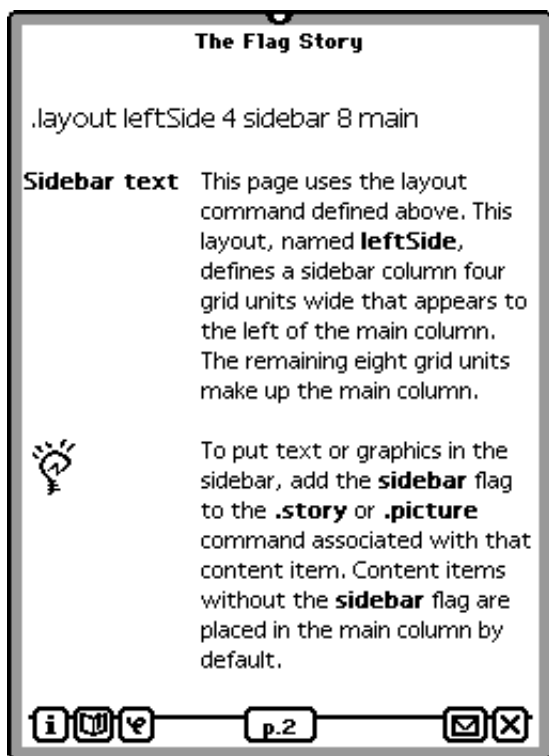 The Flag Story
.layout leftSide 4 sidebar 8 main
Sidebar text
This page uses the layout
command defined above. This
layout, named leftSide,
defines a sidebar column four
grid units wide that appears to
the left of the main column.
The remaining eight grid units
make up the main column.
To put text or graphics in the
sidebar, add the sidebar flag
to the .story or .picture
command associated with that
content item. Content items
without the sidebar flag are
placed in the main column by
default.
i
p.2